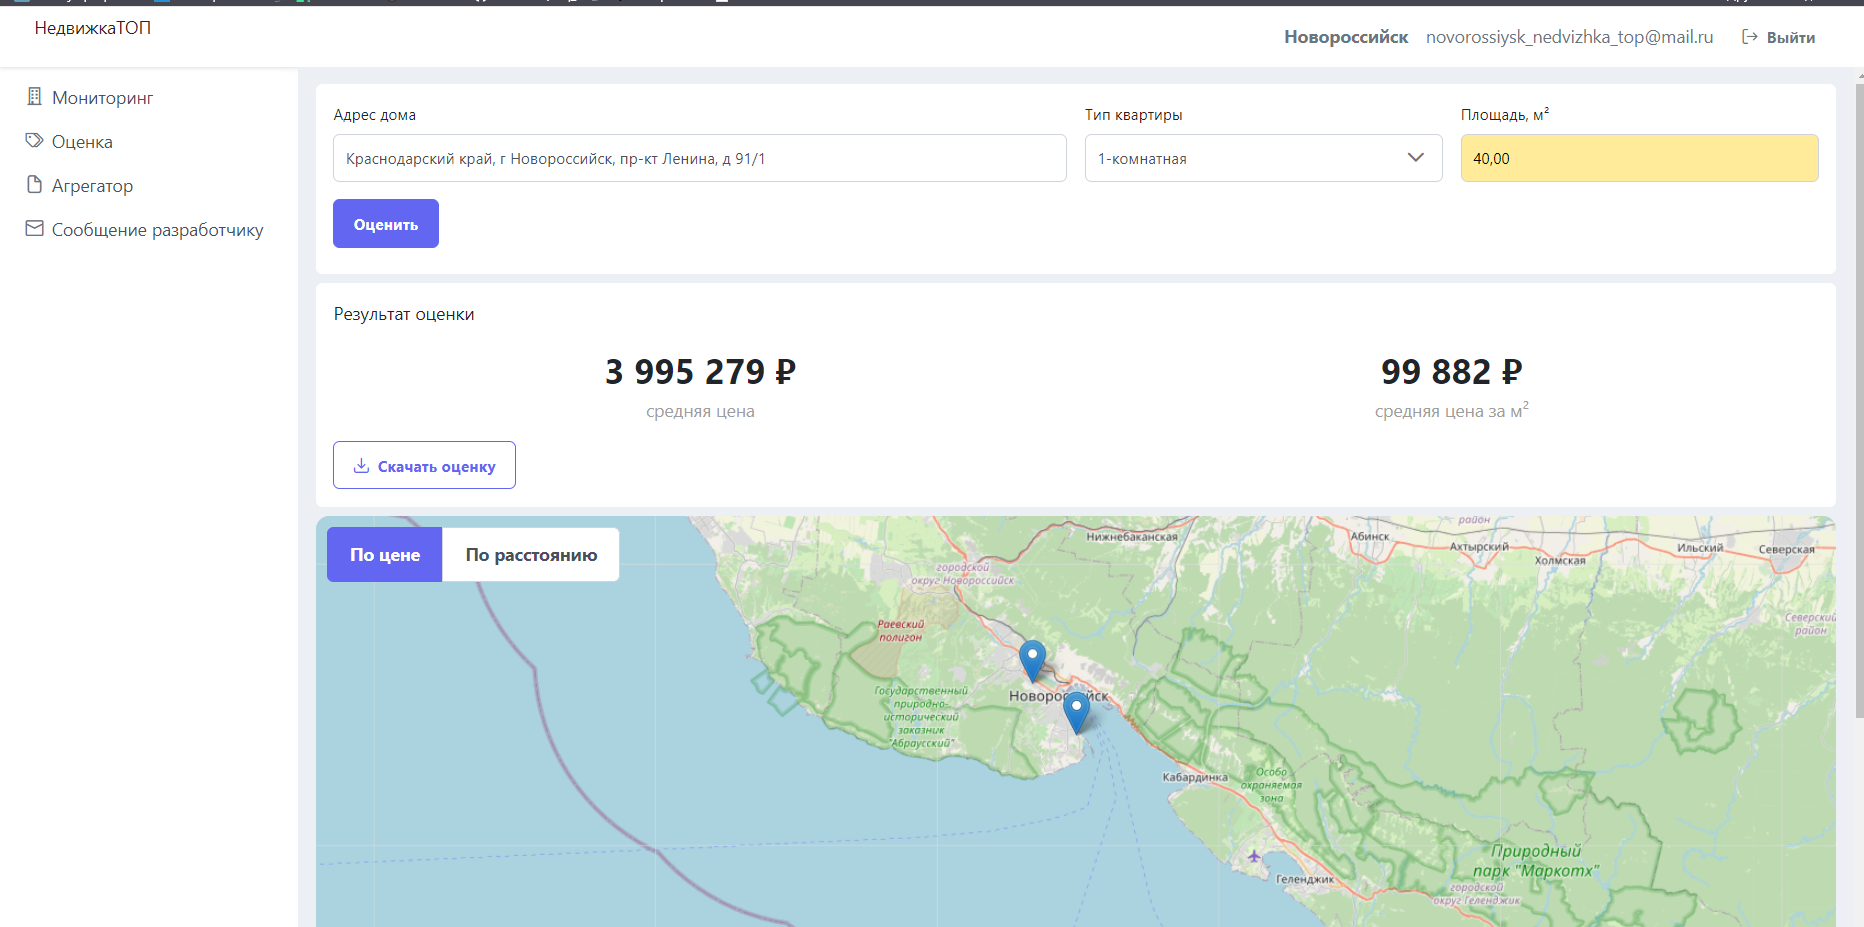 НедвижкаТОП
Новороссийск novorossiysk_nedvizhka_top@mail.ru Выйти
Мониторинг
Оценка
Агрегатор
Сообщение разработчику
Адрес дома
Краснодарский край, г Новороссийск, пр-кт Ленина, д 91/1
Тип квартиры
1-комнатная
Площадь, м²
40,00
Оценить
Результат оценки
3 995 279 ₽
средняя цена
99 882 ₽
средняя цена за м²
Скачать оценку
По цене
По расстоянию
район
Нижнебаканская
Абинск
Ахтырский
Холмская
Ильский
Северская
городской
округ Новороссийск
Раевский
полигон
Северский
район
Новороссийск
Государственный
природно-
исторический
заказник
"Абраусский"
Кабардинка
Особо
охраняемая
зона
Природный
парк "Маркотх"
Геленджик
городской
округ Геленджик